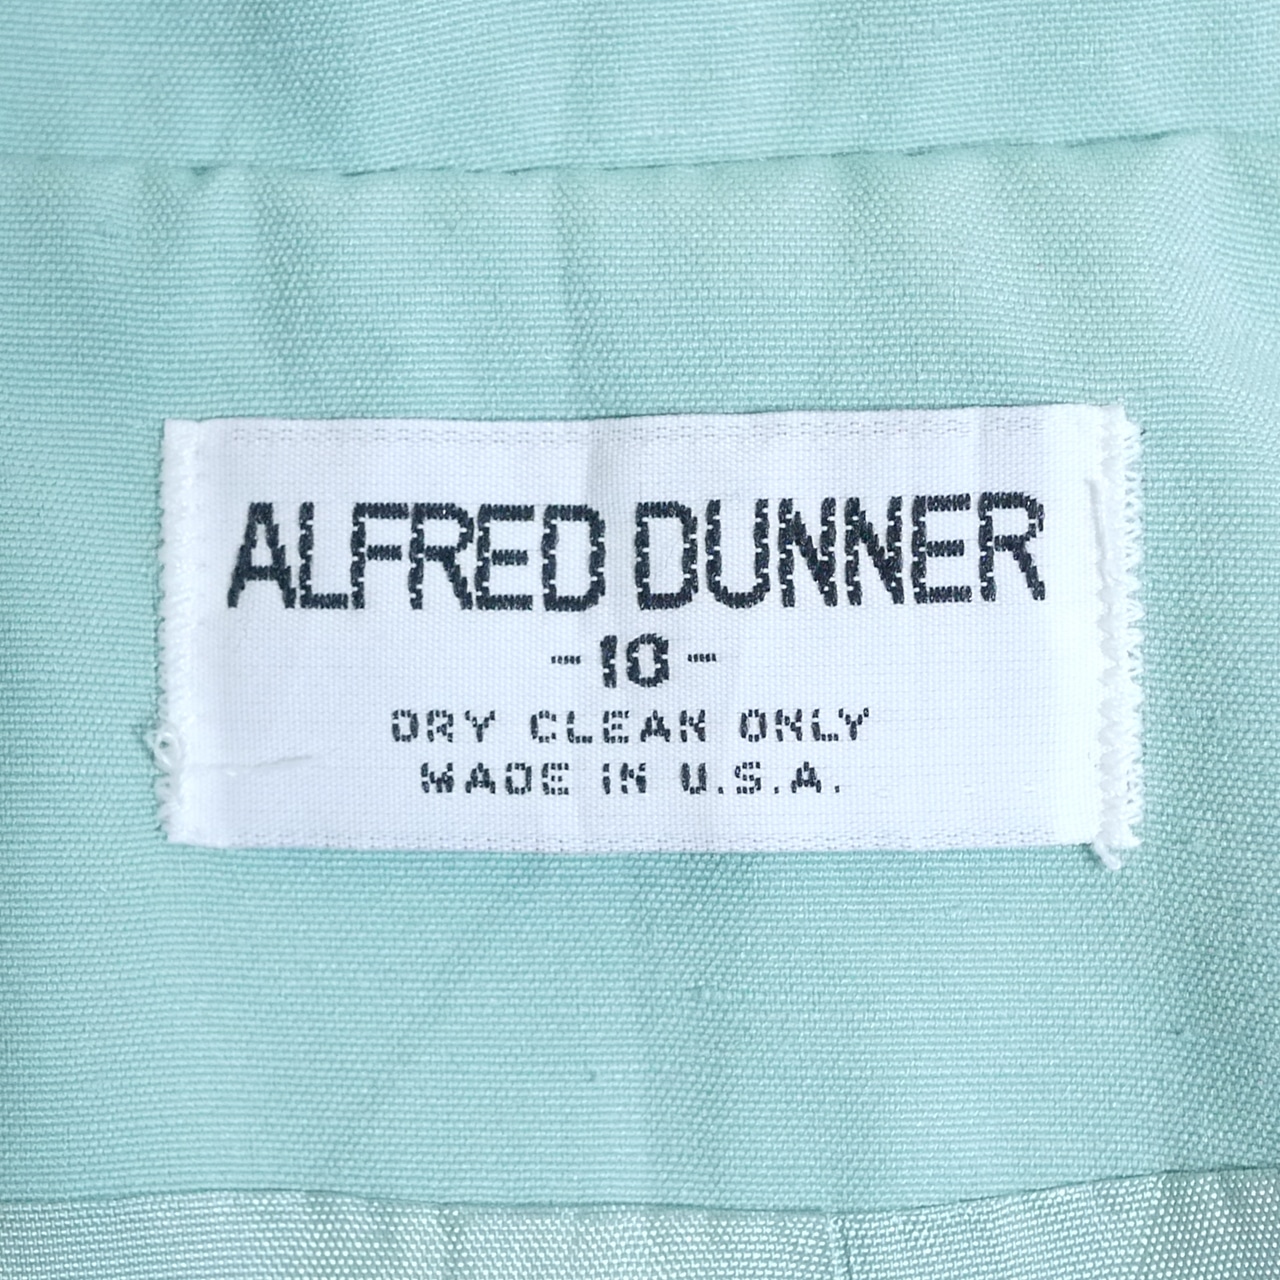 ALFRED DUNNER
-10-
DRY CLEAN ONLY
MADE IN U.S.A.